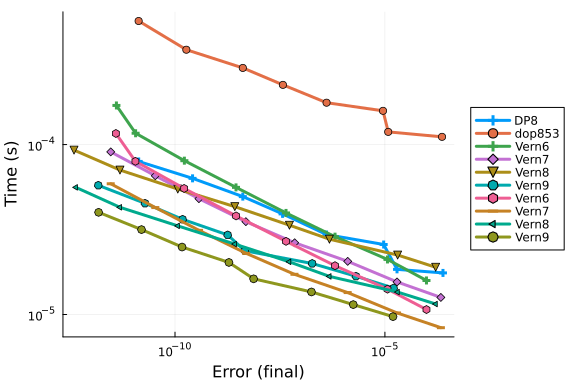 Time (s)
10⁻⁴
10⁻⁵
10⁻¹⁰
10⁻⁵
Error (final)
DP8
dop853
Vern6
Vern7
Vern8
Vern9
Vern6
Vern7
Vern8
Vern9